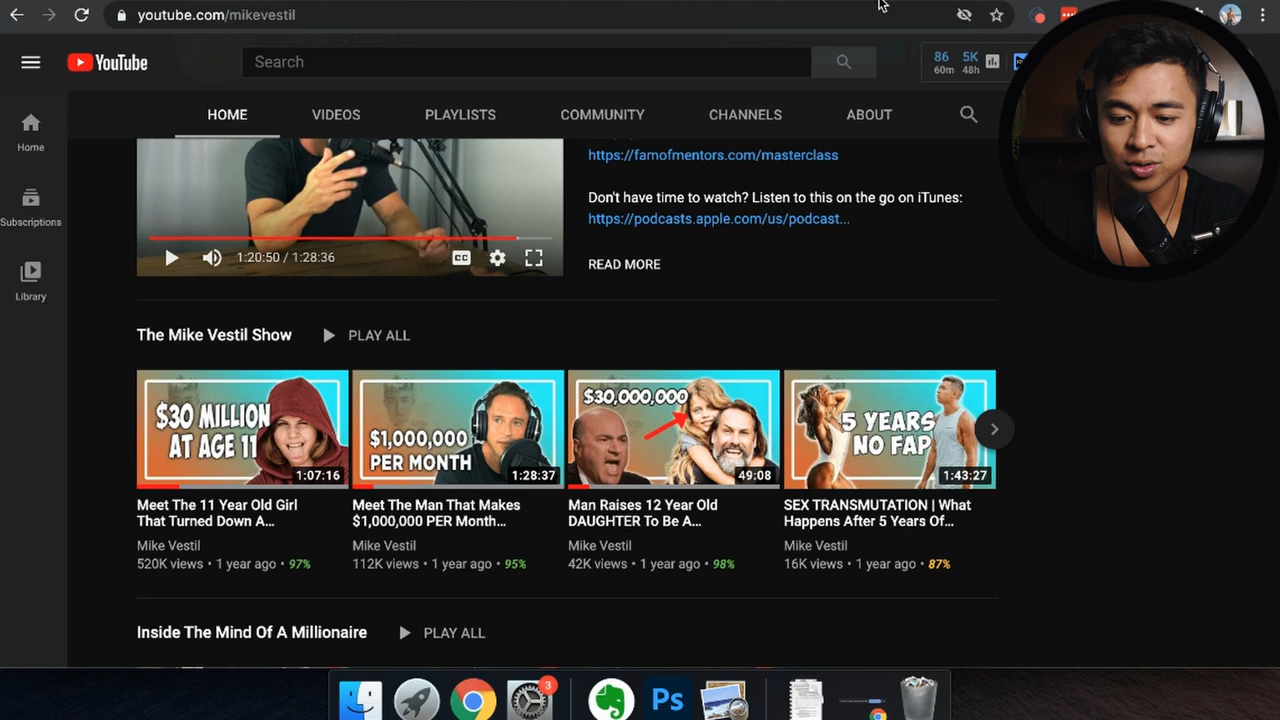 youtube.com/mikevestil
YouTube
Search
86 5K
60m 48h
HOME VIDEOS PLAYLISTS COMMUNITY CHANNELS ABOUT
Home
Subscriptions
Library
https://famofmentors.com/masterclass
Don't have time to watch? Listen to this on the go on iTunes:
https://podcasts.apple.com/us/podcast...
READ MORE
1:20:50 / 1:28:36
CC
The Mike Vestil Show PLAY ALL
$30 MILLION
AT AGE 11
1:07:16
$1,000,000
PER MONTH
1:28:37
$30,000,000
49:08
5 YEARS
NO FAP
1:43:27
Meet The 11 Year Old Girl
That Turned Down A...
Mike Vestil
520K views • 1 year ago • 97%
Meet The Man That Makes
$1,000,000 PER Month...
Mike Vestil
112K views • 1 year ago • 95%
Man Raises 12 Year Old
DAUGHTER To Be A...
Mike Vestil
42K views • 1 year ago • 98%
SEX TRANSMUTATION | What
Happens After 5 Years Of...
Mike Vestil
16K views • 1 year ago • 87%
Inside The Mind Of A Millionaire PLAY ALL
3
Ps